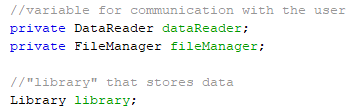 //variable for communication with the user
private DataReader dataReader;
private FileManager fileManager;
//"library" that stores data
Library library;